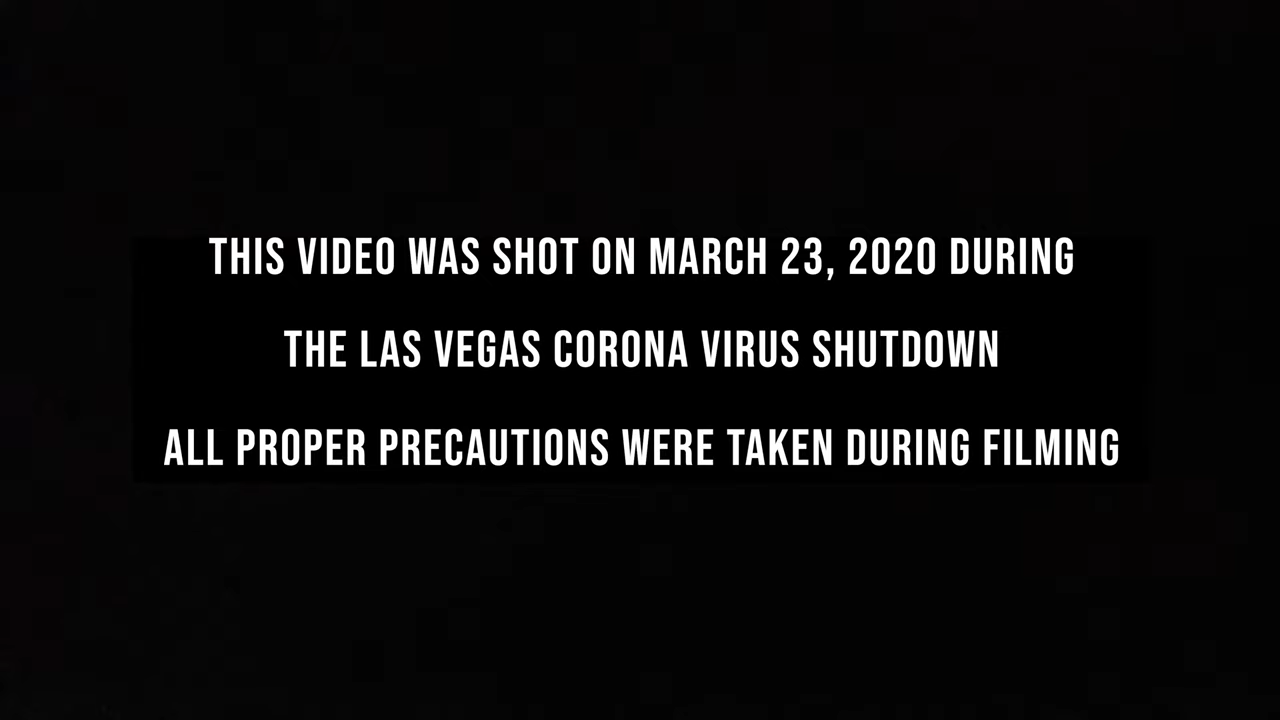 THIS VIDEO WAS SHOT ON MARCH 23, 2020 DURING
THE LAS VEGAS CORONA VIRUS SHUTDOWN
ALL PROPER PRECAUTIONS WERE TAKEN DURING FILMING